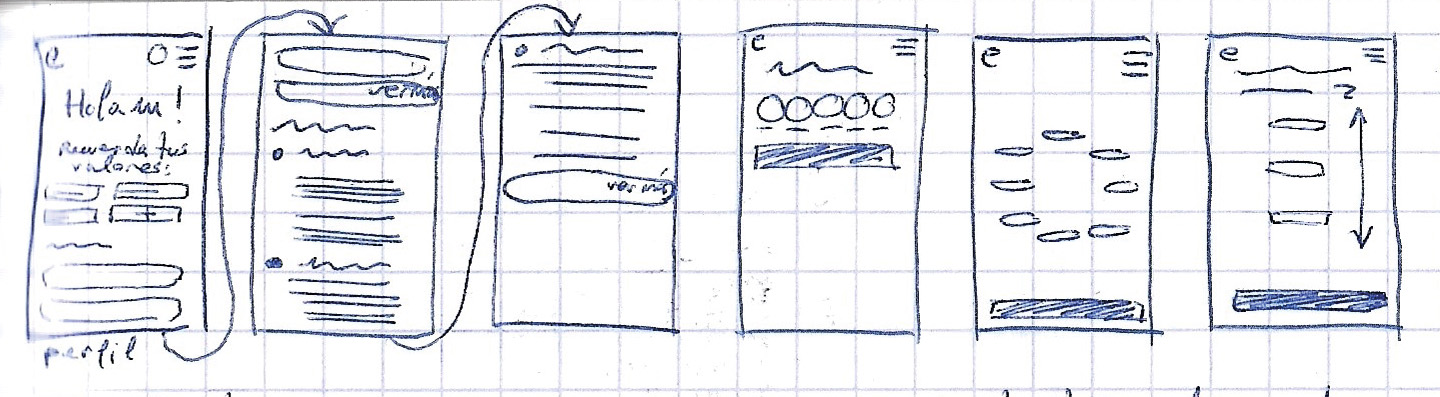 e
Hola m!
recuerda tus
valores:
perfil
ver más
ver más
e
e
e
?